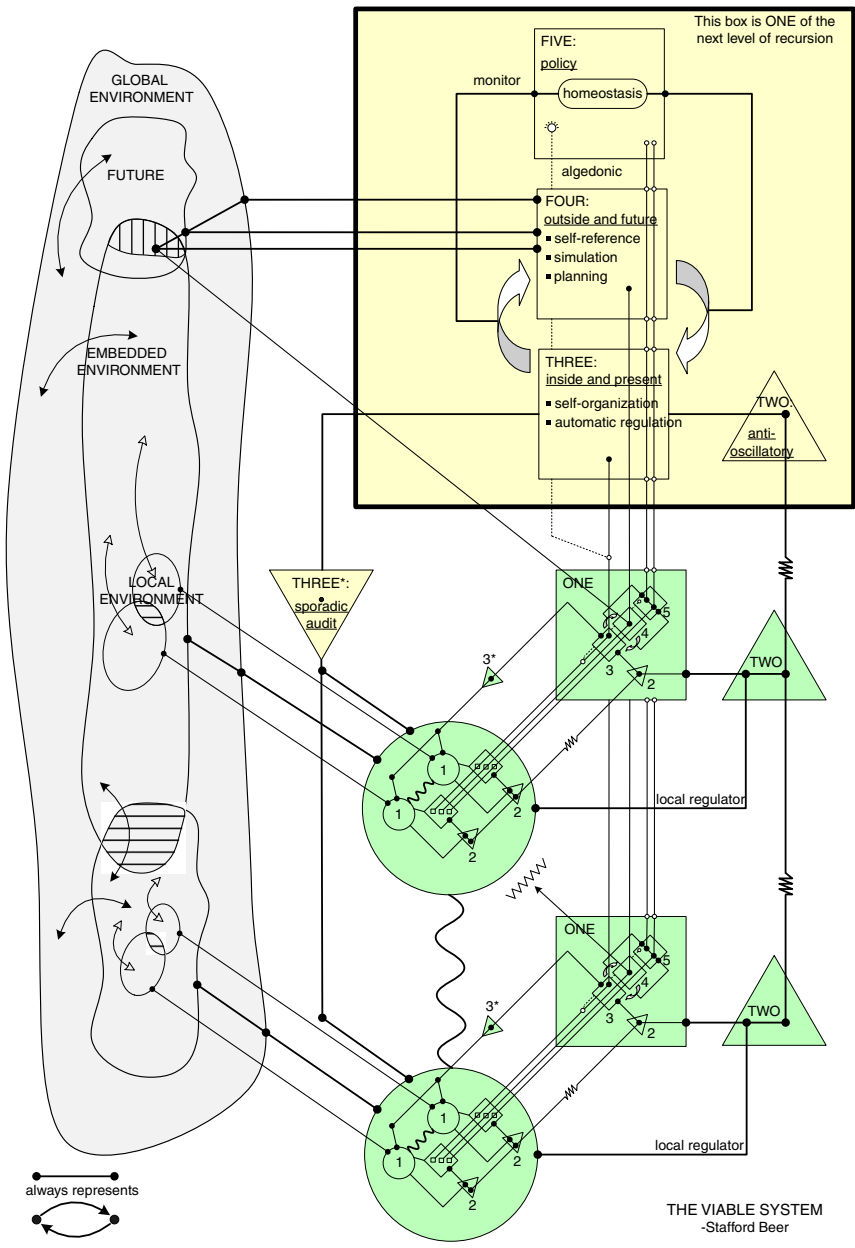 This box is ONE of the
next level of recursion
FIVE:
policy
monitor
homeostasis
GLOBAL
ENVIRONMENT
algedonic
FUTURE
FOUR:
outside and future
self-reference
simulation
planning
EMBEDDED
ENVIRONMENT
THREE:
inside and present
self-organization
automatic regulation
TWO:
anti-
oscillatory
LOCAL
ENVIRONMENT
THREE*:
sporadic
audit
ONE
5
4
3
2
TWO
3*
1
1
2
2
local regulator
ONE
5
4
3
2
TWO
3*
1
1
2
2
local regulator
always represents
THE VIABLE SYSTEM
-Stafford Beer